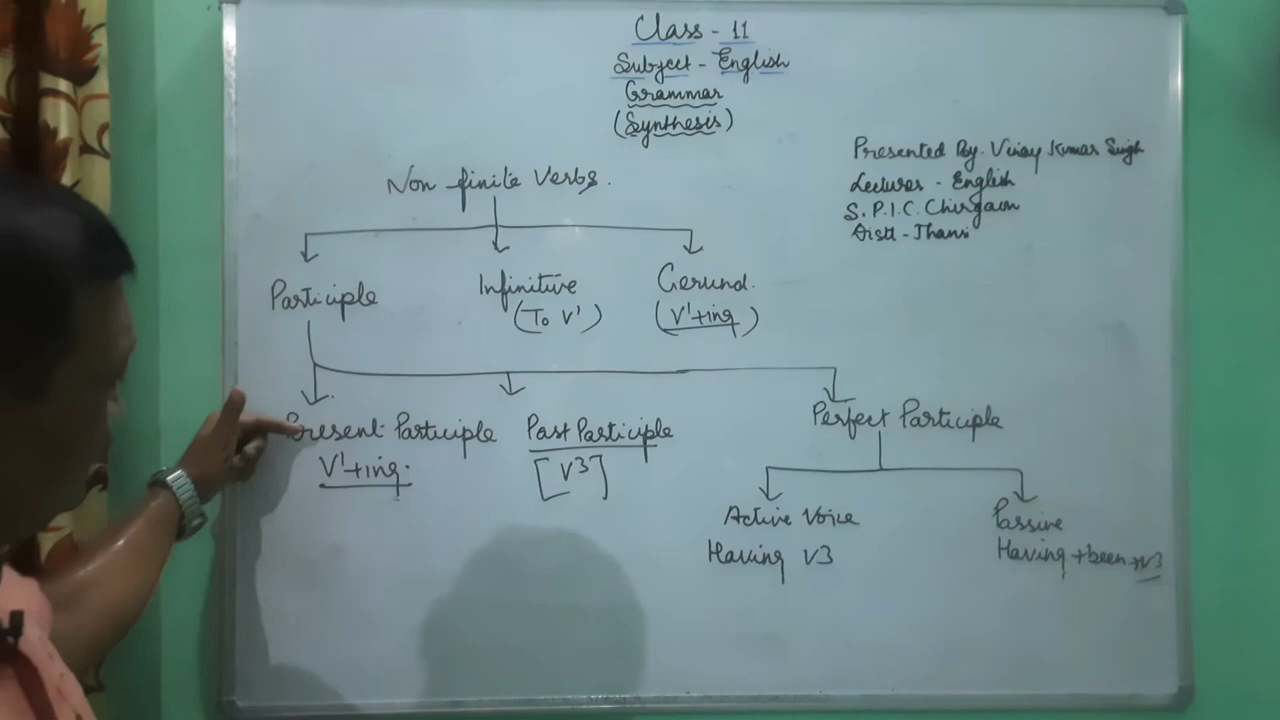 Class - 11
Subject - English
Grammar
(Synthesis)
Presented By. Vinay Kumar Singh
Lecturer - English
S. P. I. C. Chirgaon
Distt - Jhansi
Non finite Verbs.
Participle
Infinitive
(To V')
Gerund.
(V'+ing)
Present Participle
V'+ing.
Past Participle
[V3]
Perfect Participle
Active Voice
Having V3
Passive
Having +been+V3